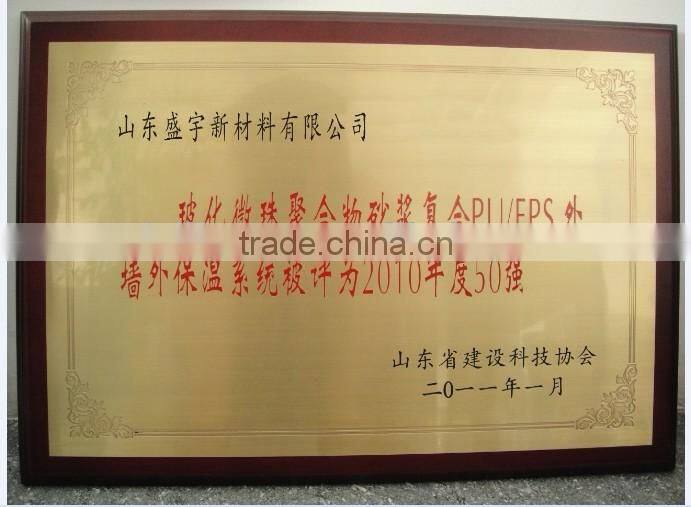 山东盛宇新材料有限公司
玻化微珠聚合物砂浆复合PU/EPS外
trade.china.cn
墙外保温系统被评为2010年度50强
山东省建设科技协会
二〇一一年一月